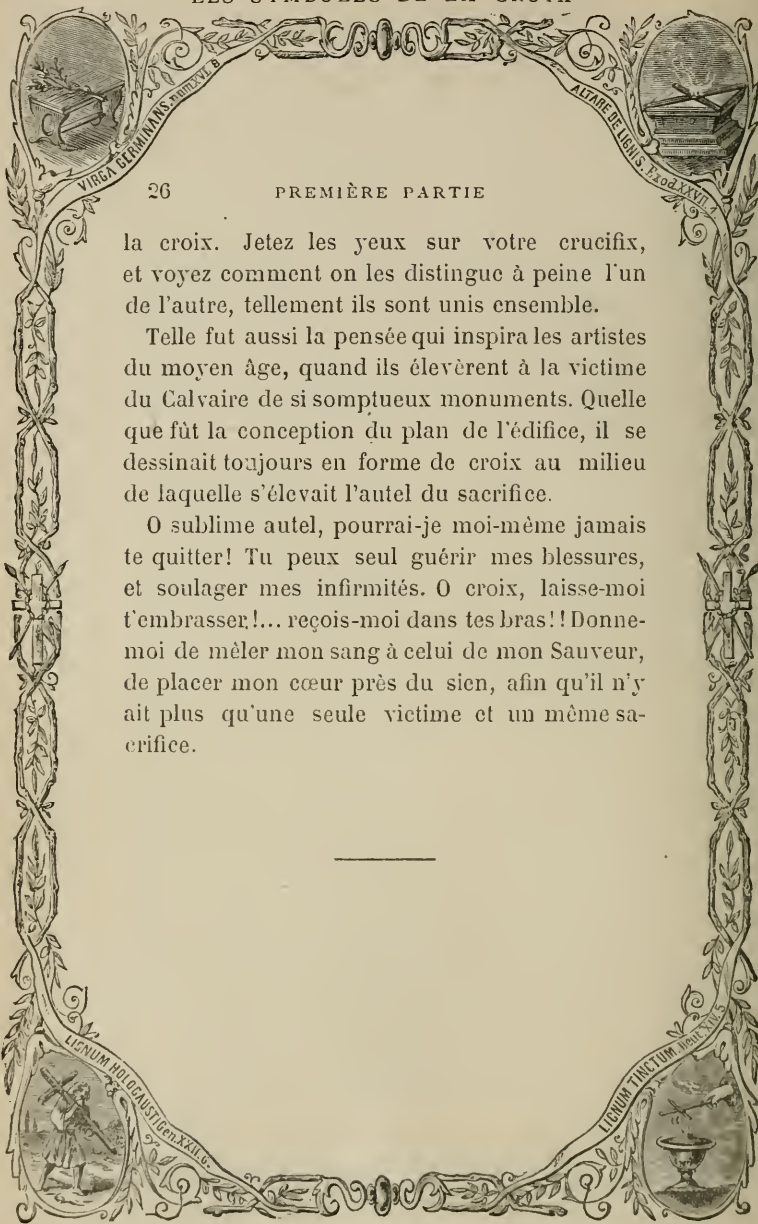 LES SYMBOLES DE LA CROIX
VIRGA GERMINANS. Num XVI. 8
ALTARE DE LIGNIS. Exod. XXVII. 1
26 PREMIÈRE PARTIE
la croix. Jetez les yeux sur votre crucifix,
et voyez comment on les distingue à peine l'un
de l'autre, tellement ils sont unis ensemble.
Telle fut aussi la pensée qui inspira les artistes
du moyen âge, quand ils élevèrent à la victime
du Calvaire de si somptueux monuments. Quelle
que fût la conception du plan de l'édifice, il se
dessinait toujours en forme de croix au milieu
de laquelle s'élevait l'autel du sacrifice.
O sublime autel, pourrai-je moi-même jamais
te quitter! Tu peux seul guérir mes blessures,
et soulager mes infirmités. O croix, laisse-moi
t'embrasser!... reçois-moi dans tes bras!! Donne-
moi de mêler mon sang à celui de mon Sauveur,
de placer mon cœur près du sien, afin qu'il n'y
ait plus qu'une seule victime et un même sa-
crifice.
LIGNUM HOLOCAUSTI Gen. XXII. 6.
LIGNUM TINCTUM. Levit. XIV. 5